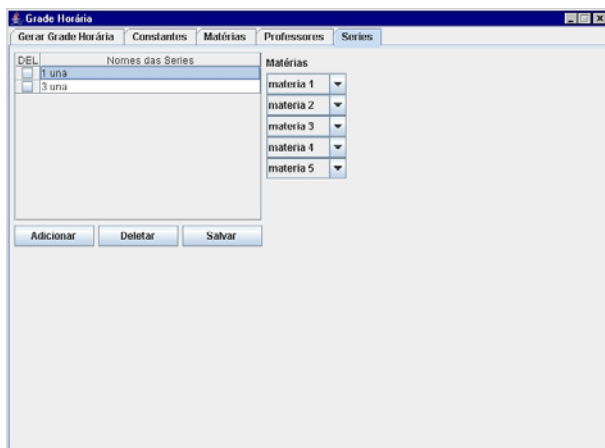 Grade Horária
Gerar Grade Horária Constantes Matérias Professores Series
DEL Nomes das Series
1 una
3 una
Matérias
materia 1
materia 2
materia 3
materia 4
materia 5
Adicionar Deletar Salvar